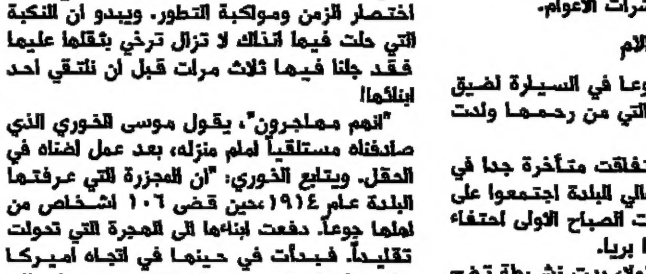 شرات الاعوام.
الام
وعا في السيارة لضيق
التي من رحمها ولدت
تفاقت متأخرة جدا في
الي البلدة اجتمعوا على
ت الصباح الاولى احتفاء
ا بريا.
اختصار الزمن ومواكبة التطور. ويبدو ان النكبة
التي حلت فيها آنذاك لا تزال ترخي بثقلها عليها
فقد جلنا فيها ثلاث مرات قبل ان نلتقي احد
ابنائها!
"انهم مهاجرون"، يقول موسى الخوري الذي
صادفناه مستلقياً امام منزله، بعد عمل اضناه في
الحقل. ويتابع الخوري: "ان المجزرة التي عرفتها
البلدة عام ١٩١٤، حين قضى ١٠٦ اشخاص من
اهلها جوعاً. دفعت ابناءها الى الهجرة التي تحولت
تقليداً. فبدأت في حينها في اتجاه اميركا